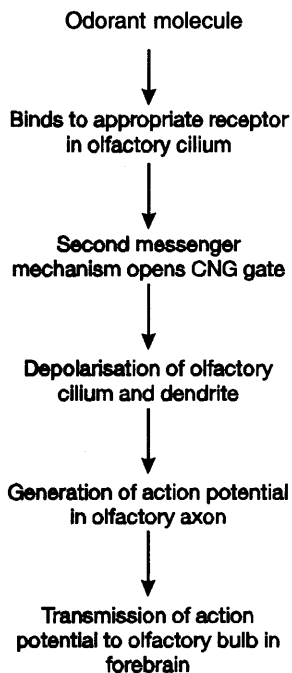 Odorant molecule
Binds to appropriate receptor
in olfactory cilium
Second messenger
mechanism opens CNG gate
Depolarisation of olfactory
cilium and dendrite
Generation of action potential
in olfactory axon
Transmission of action
potential to olfactory bulb in
forebrain